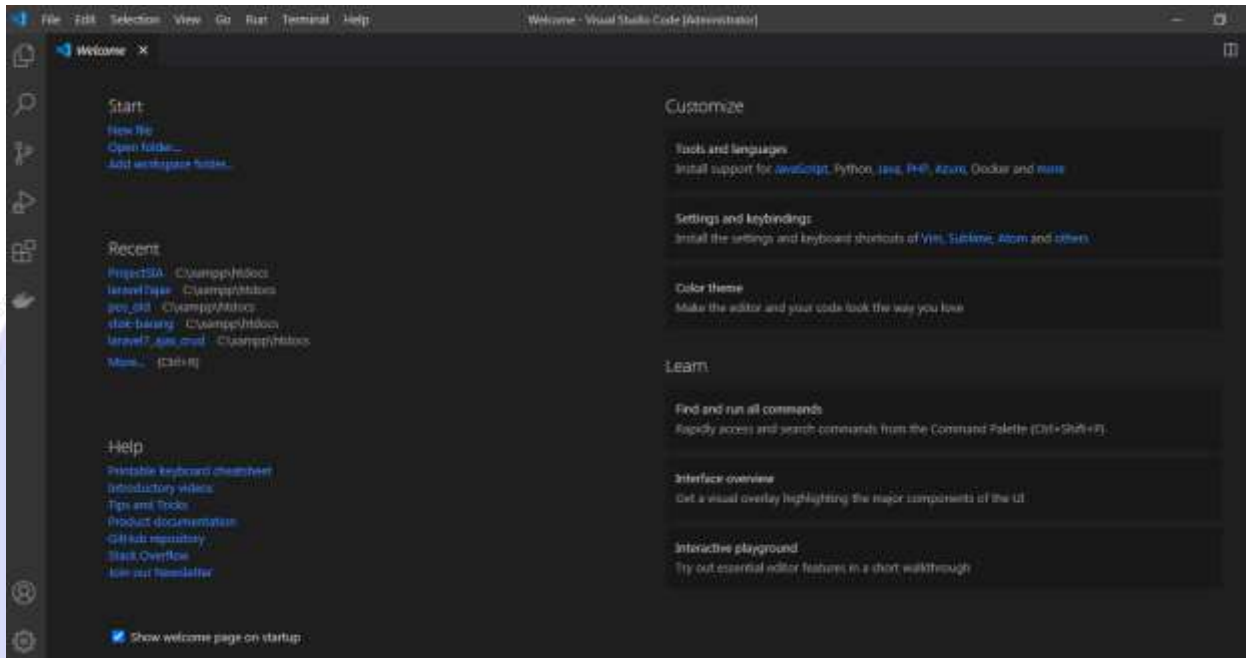 File Edit Selection View Go Run Terminal Help
Welcome - Visual Studio Code [Administrator]
Welcome
Start
New file
Open folder...
Add workspace folder...
Recent
ProjectSIA C:\xampp\htdocs
laravel7ajax C:\xampp\htdocs
pos_old C:\xampp\htdocs
stok-barang C:\xampp\htdocs
laravel7_ajax_crud C:\xampp\htdocs
More... (Ctrl+R)
Help
Printable keyboard cheatsheet
Introductory videos
Tips and Tricks
Product documentation
GitHub repository
Stack Overflow
Join our Newsletter
Show welcome page on startup
Customize
Tools and languages
Install support for JavaScript, Python, Java, PHP, Azure, Docker and more
Settings and keybindings
Install the settings and keyboard shortcuts of Vim, Sublime, Atom and others
Color theme
Make the editor and your code look the way you love
Learn
Find and run all commands
Rapidly access and search commands from the Command Palette (Ctrl+Shift+P)
Interface overview
Get a visual overlay highlighting the major components of the UI
Interactive playground
Try out essential editor features in a short walkthrough